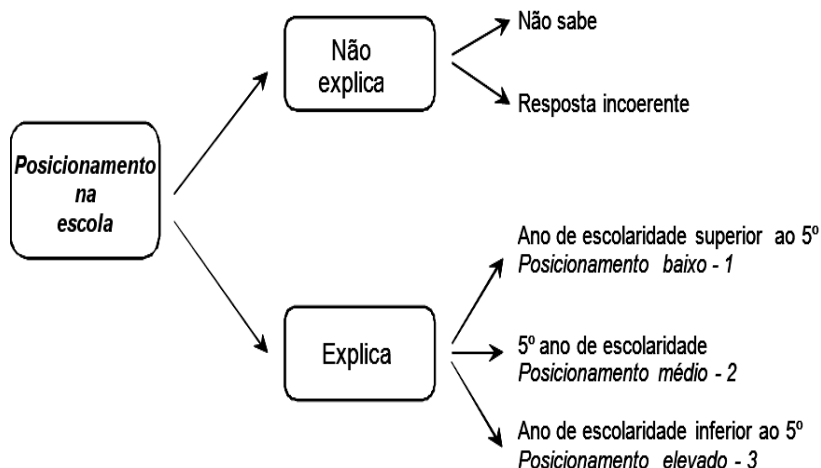 Posicionamento
na
escola
Não
explica
Não sabe
Resposta incoerente
Explica
Ano de escolaridade superior ao 5º
Posicionamento baixo - 1
5º ano de escolaridade
Posicionamento médio - 2
Ano de escolaridade inferior ao 5º
Posicionamento elevado - 3